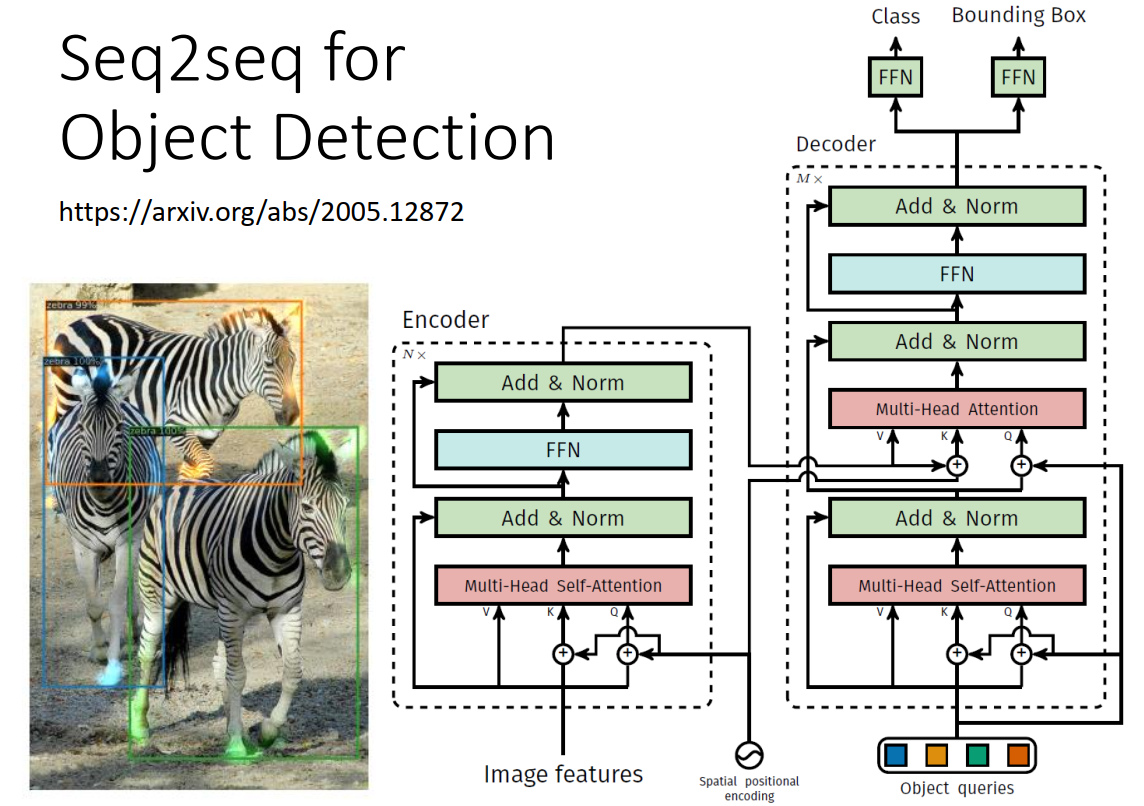 Seq2seq for
Object Detection
https://arxiv.org/abs/2005.12872
zebra 99%
zebra 100%
zebra 100%
Encoder
N ×
Add & Norm
FFN
Add & Norm
Multi-Head Self-Attention
V K Q
Image features
Spatial positional
encoding
Class Bounding Box
FFN FFN
Decoder
M ×
Add & Norm
FFN
Add & Norm
Multi-Head Attention
V K Q
Add & Norm
Multi-Head Self-Attention
V K Q
Object queries